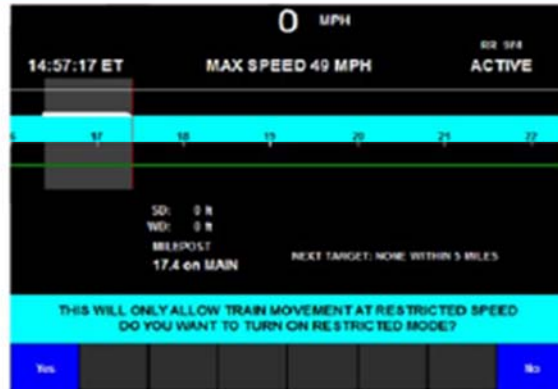 0 MPH
14:57:17 ET
MAX SPEED 49 MPH
ACTIVE
17 18 19 20 21 22
SD: 0 ft
WD: 0 ft
MILEPOST
17.4 on MAIN
NEXT TARGET: NONE WITHIN 5 MILES
THIS WILL ONLY ALLOW TRAIN MOVEMENT AT RESTRICTED SPEED
DO YOU WANT TO TURN ON RESTRICTED MODE?
Yes
No